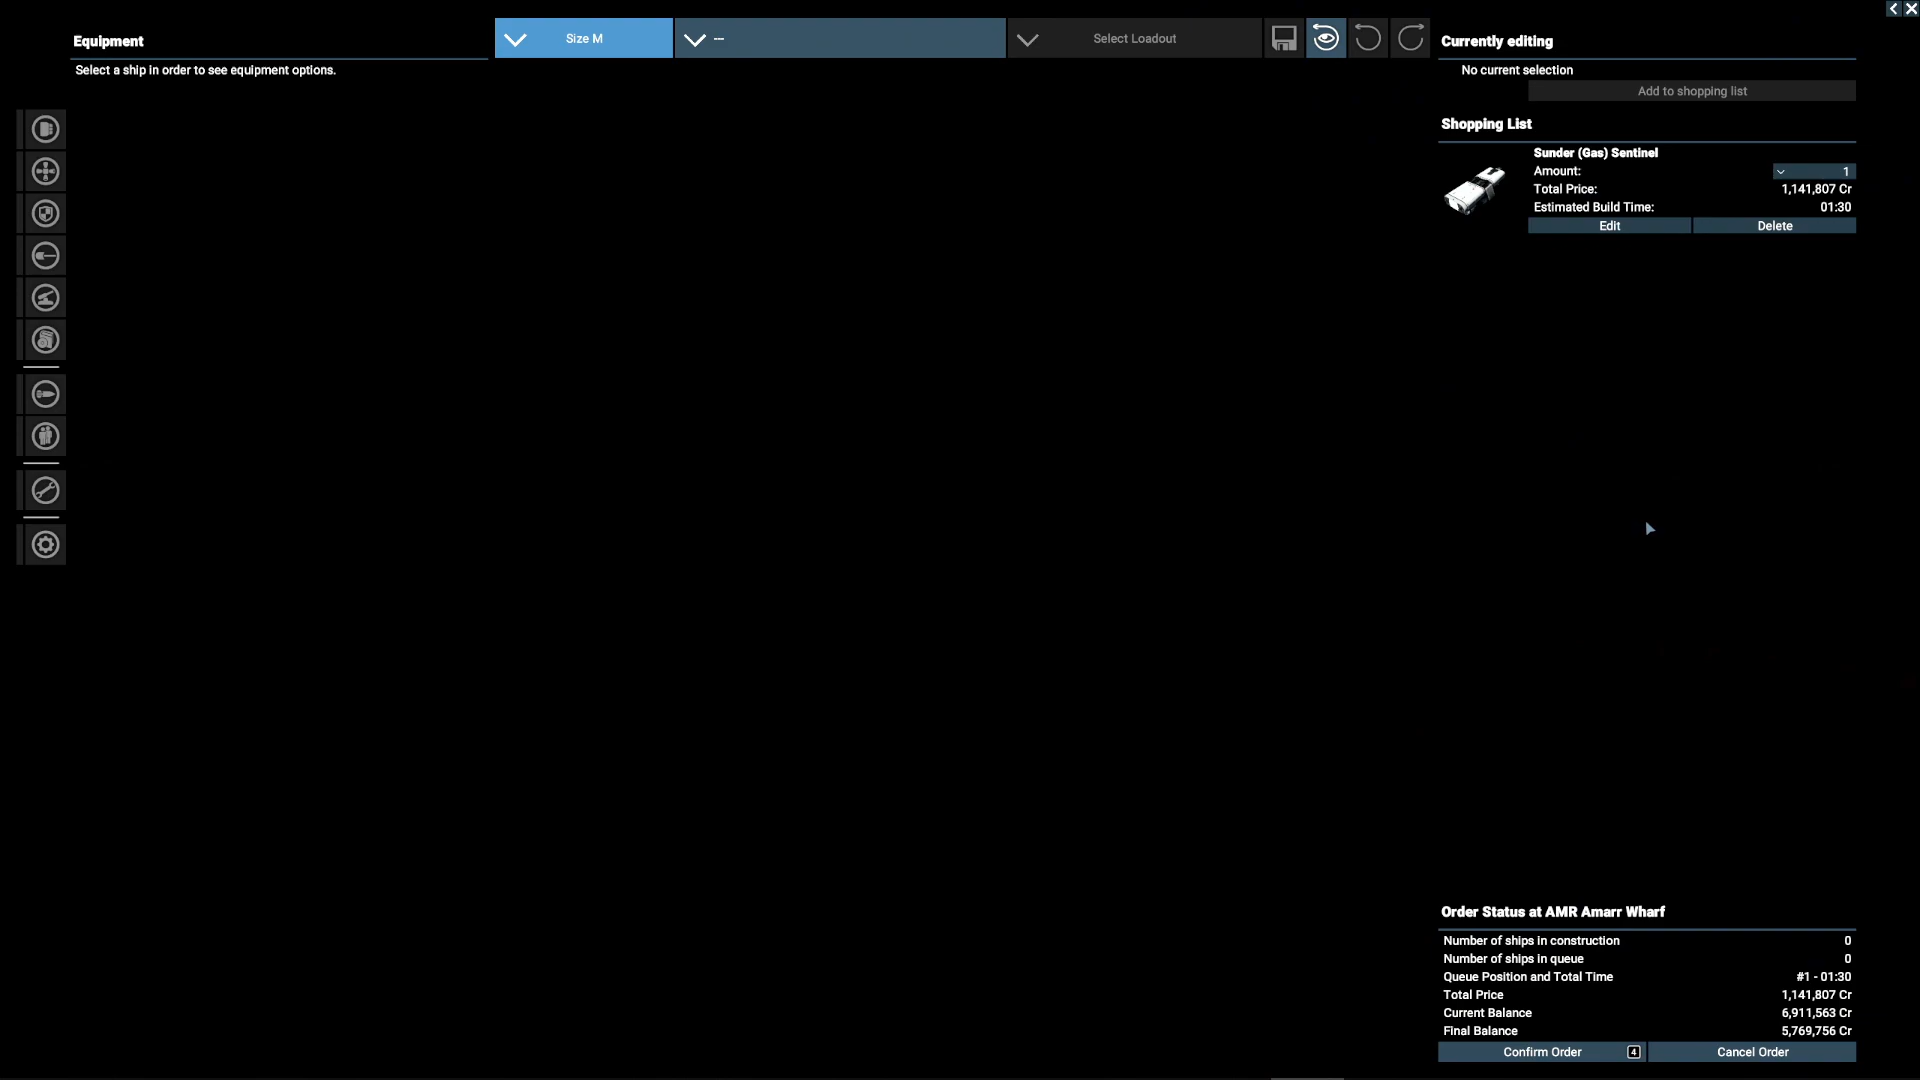 Equipment
Select a ship in order to see equipment options.
Size M
---
Select Loadout
Currently editing
No current selection
Add to shopping list
Shopping List
Sunder (Gas) Sentinel
Amount: 1
Total Price: 1,141,807 Cr
Estimated Build Time: 01:30
Edit Delete
Order Status at AMR Amarr Wharf
Number of ships in construction 0
Number of ships in queue 0
Queue Position and Total Time #1 - 01:30
Total Price 1,141,807 Cr
Current Balance 6,911,563 Cr
Final Balance 5,769,756 Cr
Confirm Order 4 Cancel Order